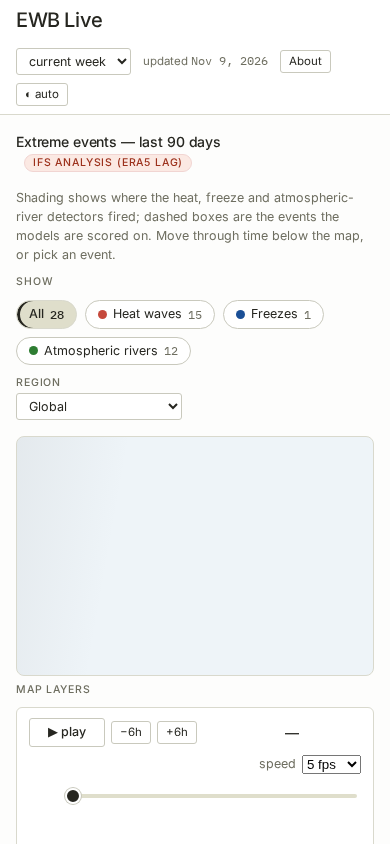 EWB Live
current week updated Nov 9, 2026 About
auto
Extreme events — last 90 days
IFS ANALYSIS (ERA5 LAG)
Shading shows where the heat, freeze and atmospheric-
river detectors fired; dashed boxes are the events the
models are scored on. Move through time below the map,
or pick an event.
SHOW
All 28 Heat waves 15 Freezes 1
Atmospheric rivers 12
REGION
Global
MAP LAYERS
▶ play −6h +6h —
speed 5 fps